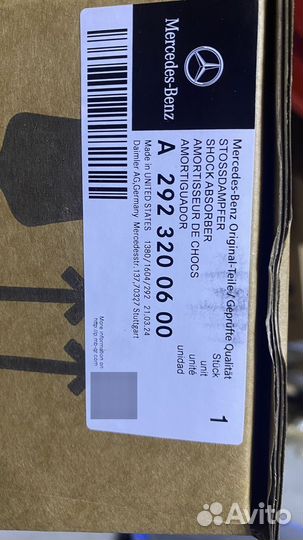 Mercedes-Benz
Mercedes-Benz Original-Teile/ Geprüfte Qualität
STOSSDAMPFER
SHOCK ABSORBER
AMORTISSEUR DE CHOCS
AMORTIGUADOR
1
Stück
unit
unité
unidad
A 292 320 06 00
Made in UNITED STATES 1380/1604/292 21.03.24
Daimler AG,Germany Mercedesstr.137,70327 Stuttgart
More information on:
http://p.mb-qr.com
Avito